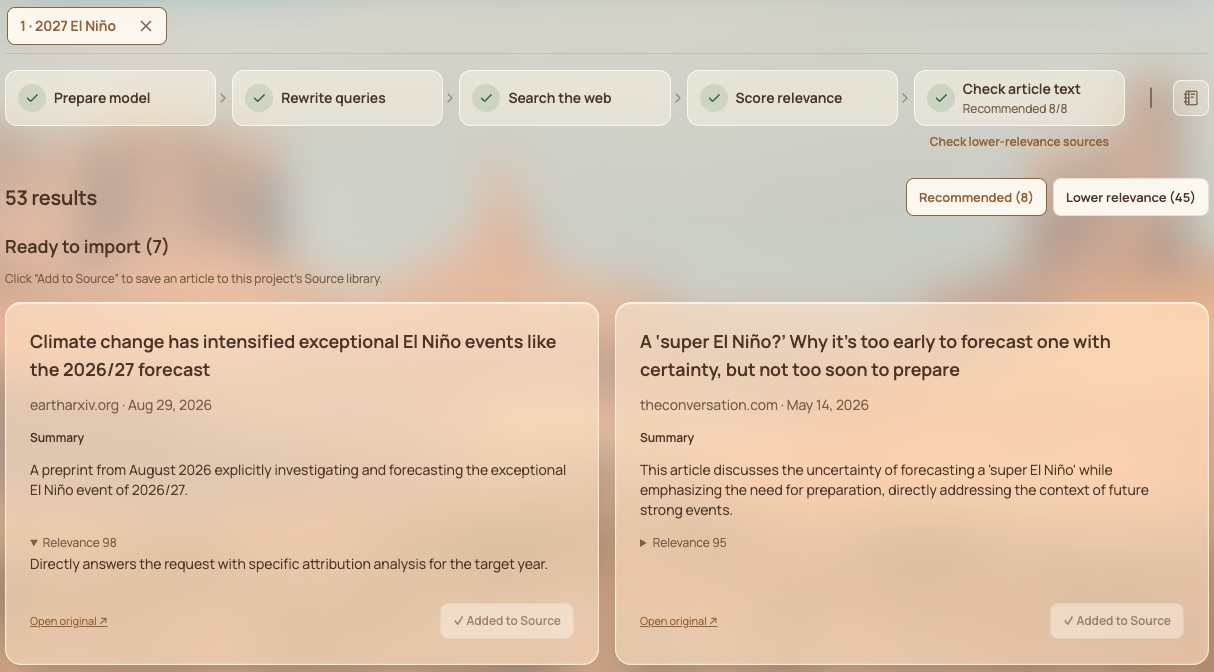 1 · 2027 El Niño
Prepare model
Rewrite queries
Search the web
Score relevance
Check article text
Recommended 8/8
Check lower-relevance sources
53 results
Recommended (8)
Lower relevance (45)
Ready to import (7)
Click “Add to Source” to save an article to this project’s Source library.
Climate change has intensified exceptional El Niño events like
the 2026/27 forecast
eartharxiv.org · Aug 29, 2026
Summary
A preprint from August 2026 explicitly investigating and forecasting the exceptional
El Niño event of 2026/27.
▼ Relevance 98
Directly answers the request with specific attribution analysis for the target year.
Open original ↗
✓ Added to Source
A ‘super El Niño?’ Why it’s too early to forecast one with
certainty, but not too soon to prepare
theconversation.com · May 14, 2026
Summary
This article discusses the uncertainty of forecasting a 'super El Niño' while
emphasizing the need for preparation, directly addressing the context of future
strong events.
▶ Relevance 95
Open original ↗
✓ Added to Source